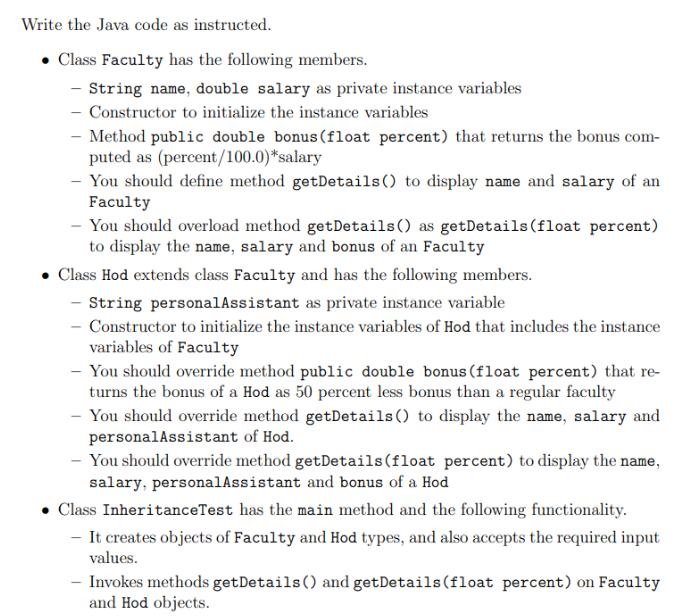 Write the Java code as instructed.
• Class Faculty has the following members.
– String name, double salary as private instance variables
– Constructor to initialize the instance variables
– Method public double bonus(float percent) that returns the bonus com-
puted as (percent/100.0)*salary
– You should define method getDetails() to display name and salary of an
Faculty
– You should overload method getDetails() as getDetails(float percent)
to display the name, salary and bonus of an Faculty
• Class Hod extends class Faculty and has the following members.
– String personalAssistant as private instance variable
– Constructor to initialize the instance variables of Hod that includes the instance
variables of Faculty
– You should override method public double bonus(float percent) that re-
turns the bonus of a Hod as 50 percent less bonus than a regular faculty
– You should override method getDetails() to display the name, salary and
personalAssistant of Hod.
– You should override method getDetails(float percent) to display the name,
salary, personalAssistant and bonus of a Hod
• Class InheritanceTest has the main method and the following functionality.
– It creates objects of Faculty and Hod types, and also accepts the required input
values.
– Invokes methods getDetails() and getDetails(float percent) on Faculty
and Hod objects.